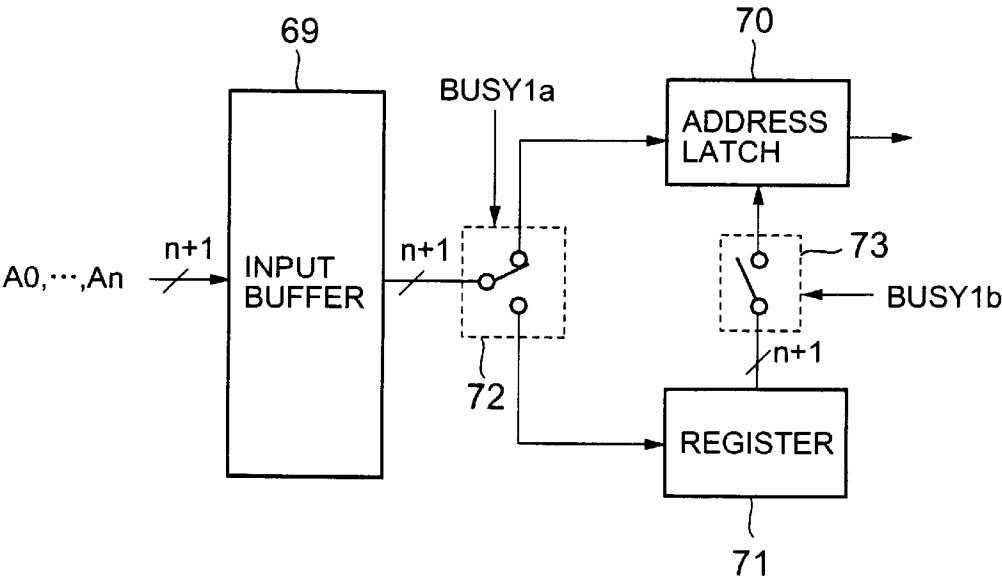 69
70
BUSY1a
ADDRESS
LATCH
n+1
n+1
73
A0,···,An
INPUT
BUFFER
BUSY1b
n+1
72
REGISTER
71